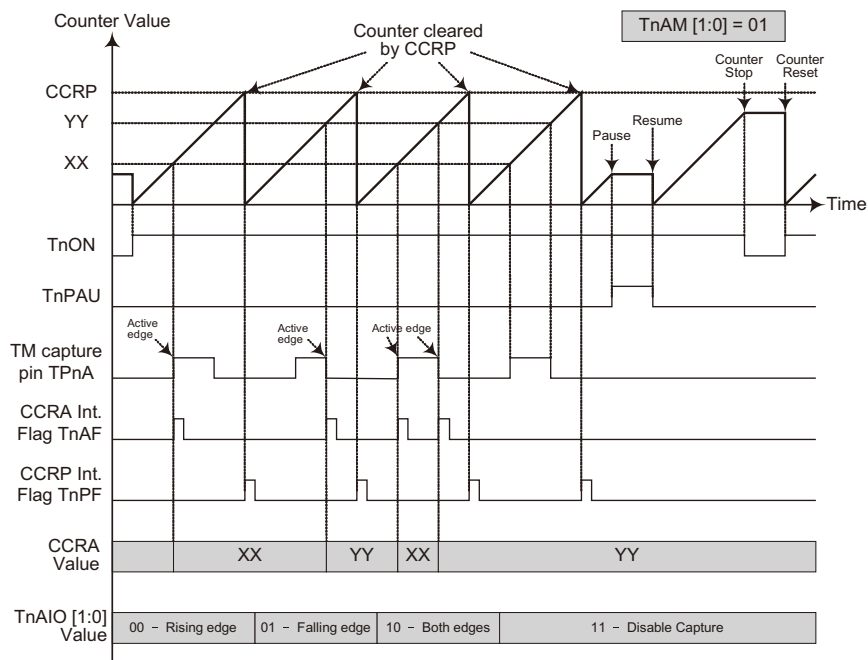 Counter Value
Counter cleared
by CCRP
TnAM [1:0] = 01
Counter
Stop
Counter
Reset
CCRP
YY
XX
Pause
Resume
Time
TnON
TnPAU
Active
edge
Active
edge
Active edge
TM capture
pin TPnA
CCRA Int.
Flag TnAF
CCRP Int.
Flag TnPF
CCRA
Value
XX
YY
XX
YY
TnAIO [1:0]
Value
00 – Rising edge
01 – Falling edge
10 – Both edges
11 – Disable Capture